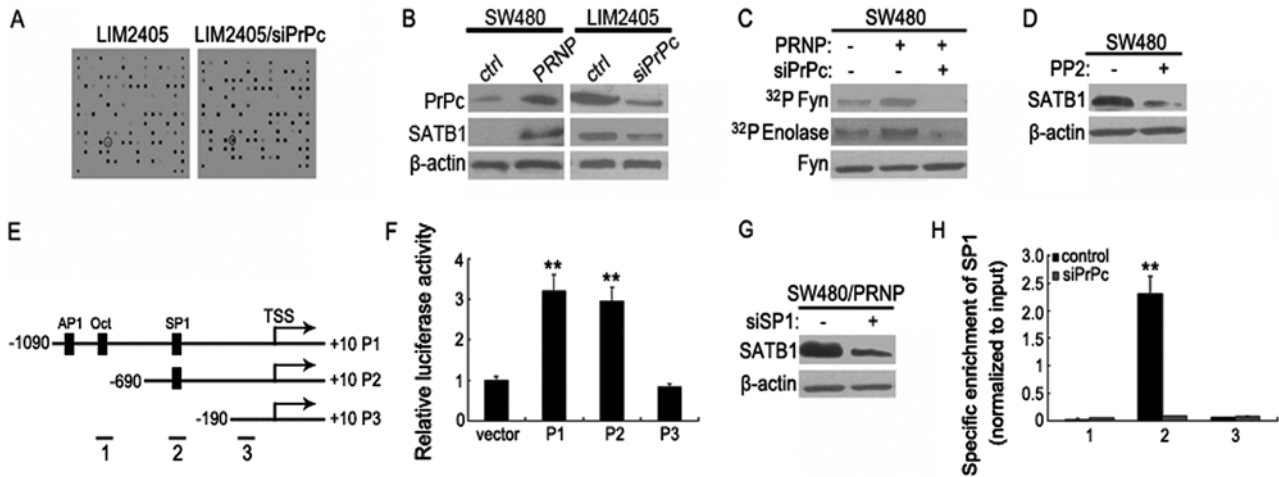 A
LIM2405 LIM2405/siPrPc
B
SW480 LIM2405
ctrl PRNP ctrl siPrPc
PrPc
SATB1
β-actin
C
SW480
PRNP: - + +
siPrPc: - - +
³²P Fyn
³²P Enolase
Fyn
D
SW480
PP2: - +
SATB1
β-actin
E
AP1 Oct SP1 TSS
-1090 +10 P1
-690 +10 P2
-190 +10 P3
1 2 3
F
Relative luciferase activity
4
3
2
1
0
** **
vector P1 P2 P3
G
SW480/PRNP
siSP1: - +
SATB1
β-actin
H
Specific enrichment of SP1
(normalized to input)
3.0
2.5
2.0
1.5
1.0
0.5
0
control
siPrPc
**
1 2 3